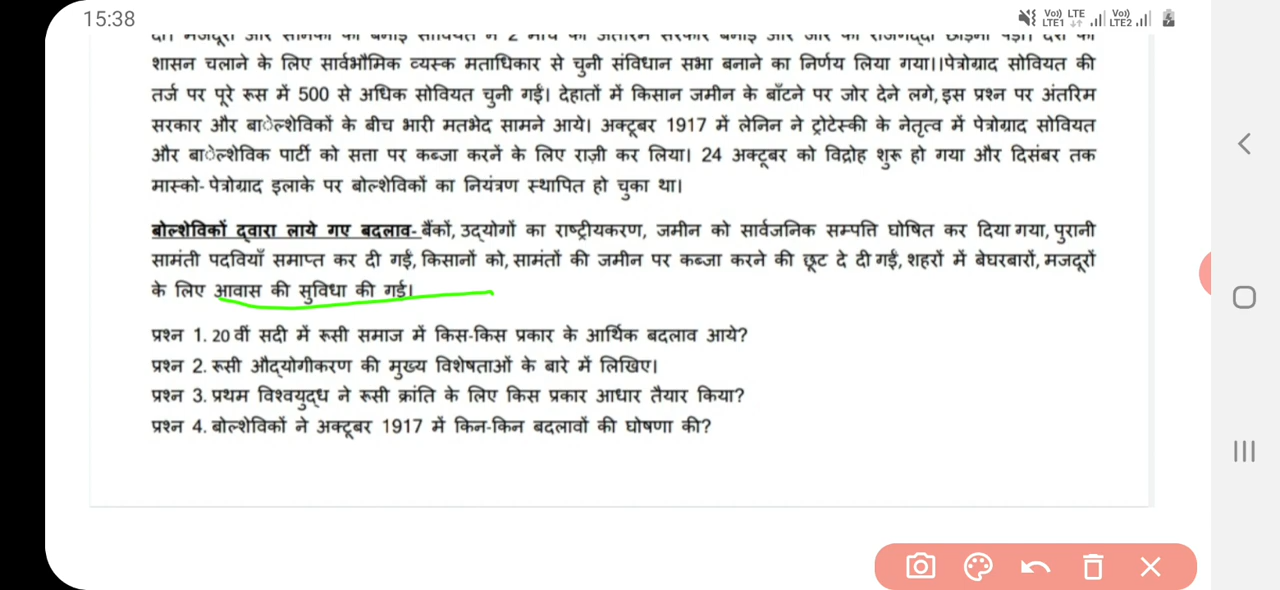 15:38
Vo)) LTE
LTE1 Vo))
LTE2
शासन चलाने के लिए सार्वभौमिक व्यस्क मताधिकार से चुनी संविधान सभा बनाने का निर्णय लिया गया।।पेत्रोग्राद सोवियत की
तर्ज पर पूरे रूस में 500 से अधिक सोवियत चुनी गईं। देहातों में किसान जमीन के बाँटने पर जोर देने लगे, इस प्रश्न पर अंतरिम
सरकार और बाेल्शेविकों के बीच भारी मतभेद सामने आये। अक्टूबर 1917 में लेनिन ने ट्रोटेस्की के नेतृत्व में पेत्रोग्राद सोवियत
और बाेल्शेविक पार्टी को सत्ता पर कब्जा करनें के लिए राज़ी कर लिया। 24 अक्टूबर को विद्रोह शुरू हो गया और दिसंबर तक
मास्को- पेत्रोग्राद इलाके पर बोल्शेविकों का नियंत्रण स्थापित हो चुका था।
बोल्शेविकों द्वारा लाये गए बदलाव- बैंकों, उद्योगों का राष्ट्रीयकरण, जमीन को सार्वजनिक सम्पति घोषित कर दिया गया, पुरानी
सामंती पदवियाँ समाप्त कर दी गईं, किसानों को, सामंतों की जमीन पर कब्जा करने की छूट दे दी गई, शहरों में बेघरबारों, मजदूरों
के लिए आवास की सुविधा की गई।
प्रश्न 1. 20 वीं सदी में रूसी समाज में किस-किस प्रकार के आर्थिक बदलाव आये?
प्रश्न 2. रूसी औद्योगीकरण की मुख्य विशेषताओं के बारे में लिखिए।
प्रश्न 3. प्रथम विश्वयुद्ध ने रूसी क्रांति के लिए किस प्रकार आधार तैयार किया?
प्रश्न 4. बोल्शेविकों ने अक्टूबर 1917 में किन-किन बदलावों की घोषणा की?